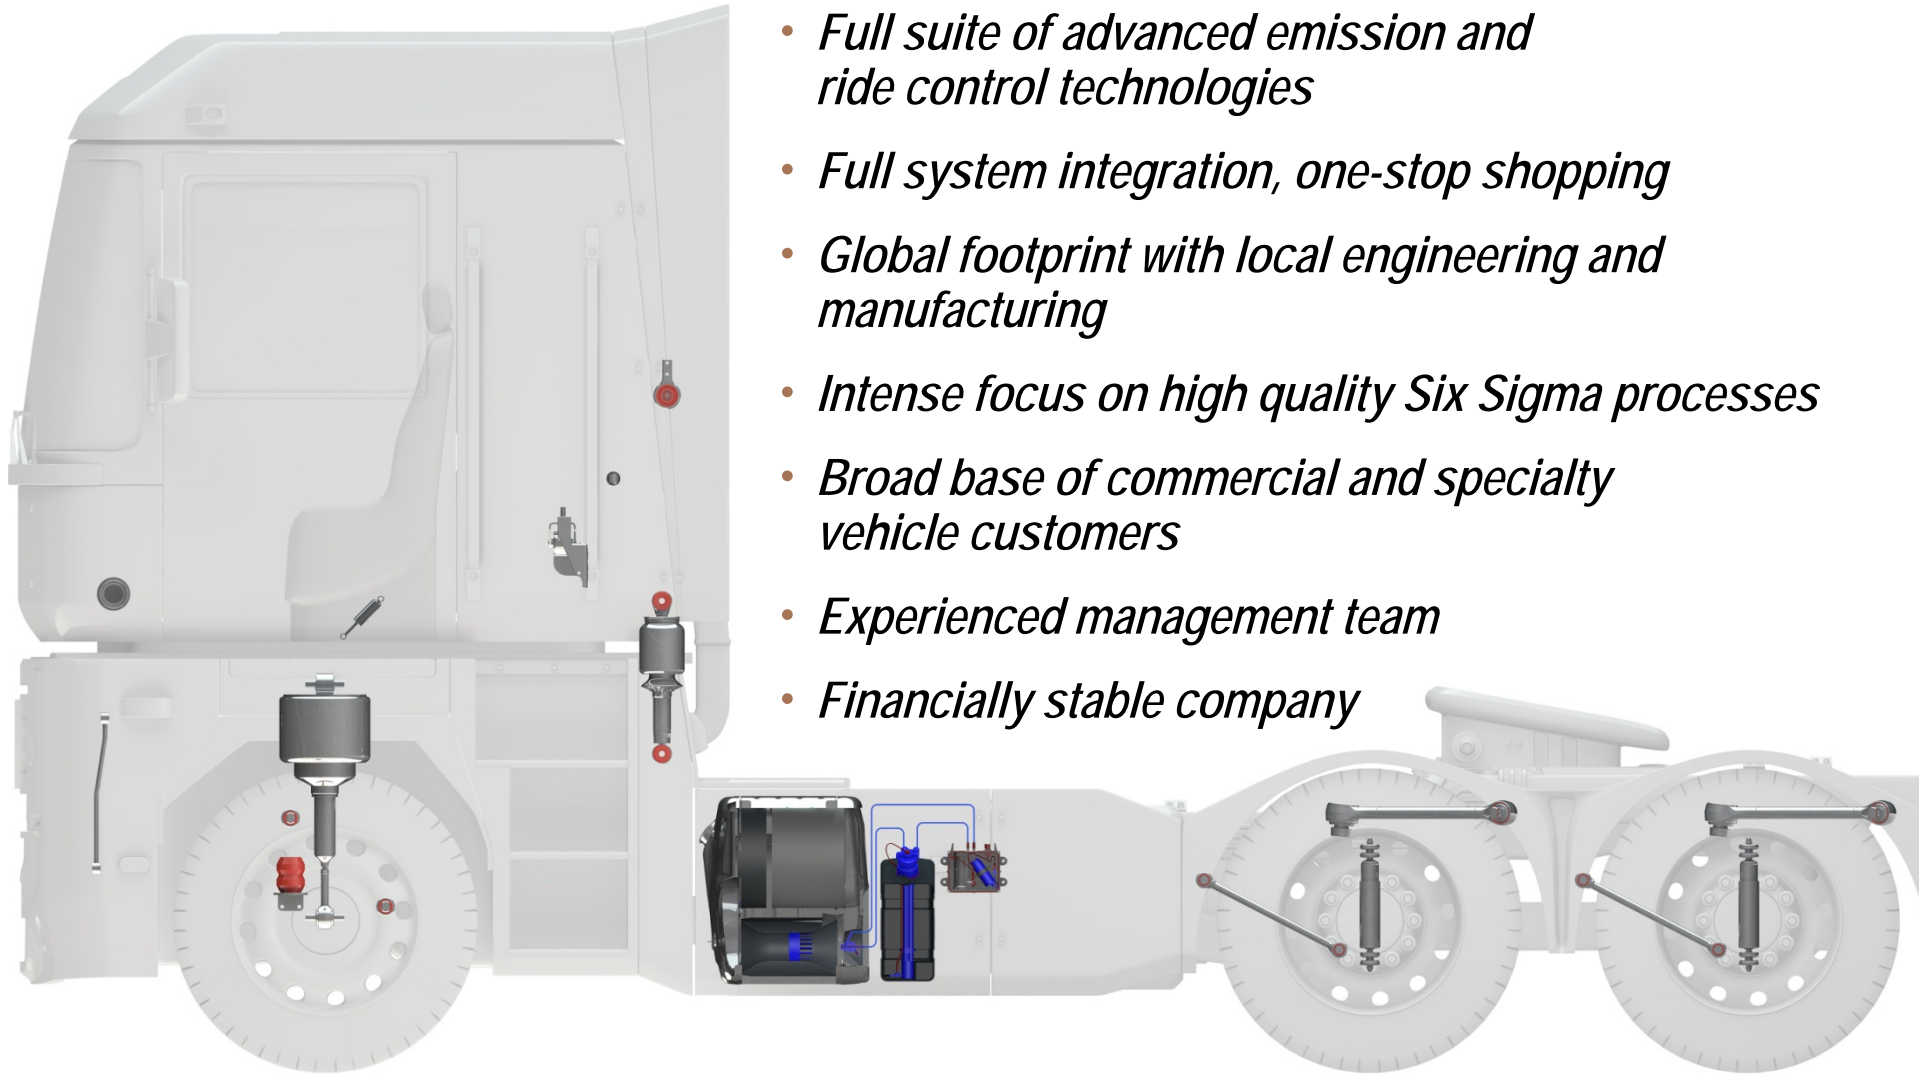 • Full suite of advanced emission and
ride control technologies
• Full system integration, one-stop shopping
• Global footprint with local engineering and
manufacturing
• Intense focus on high quality Six Sigma processes
• Broad base of commercial and specialty
vehicle customers
• Experienced management team
• Financially stable company